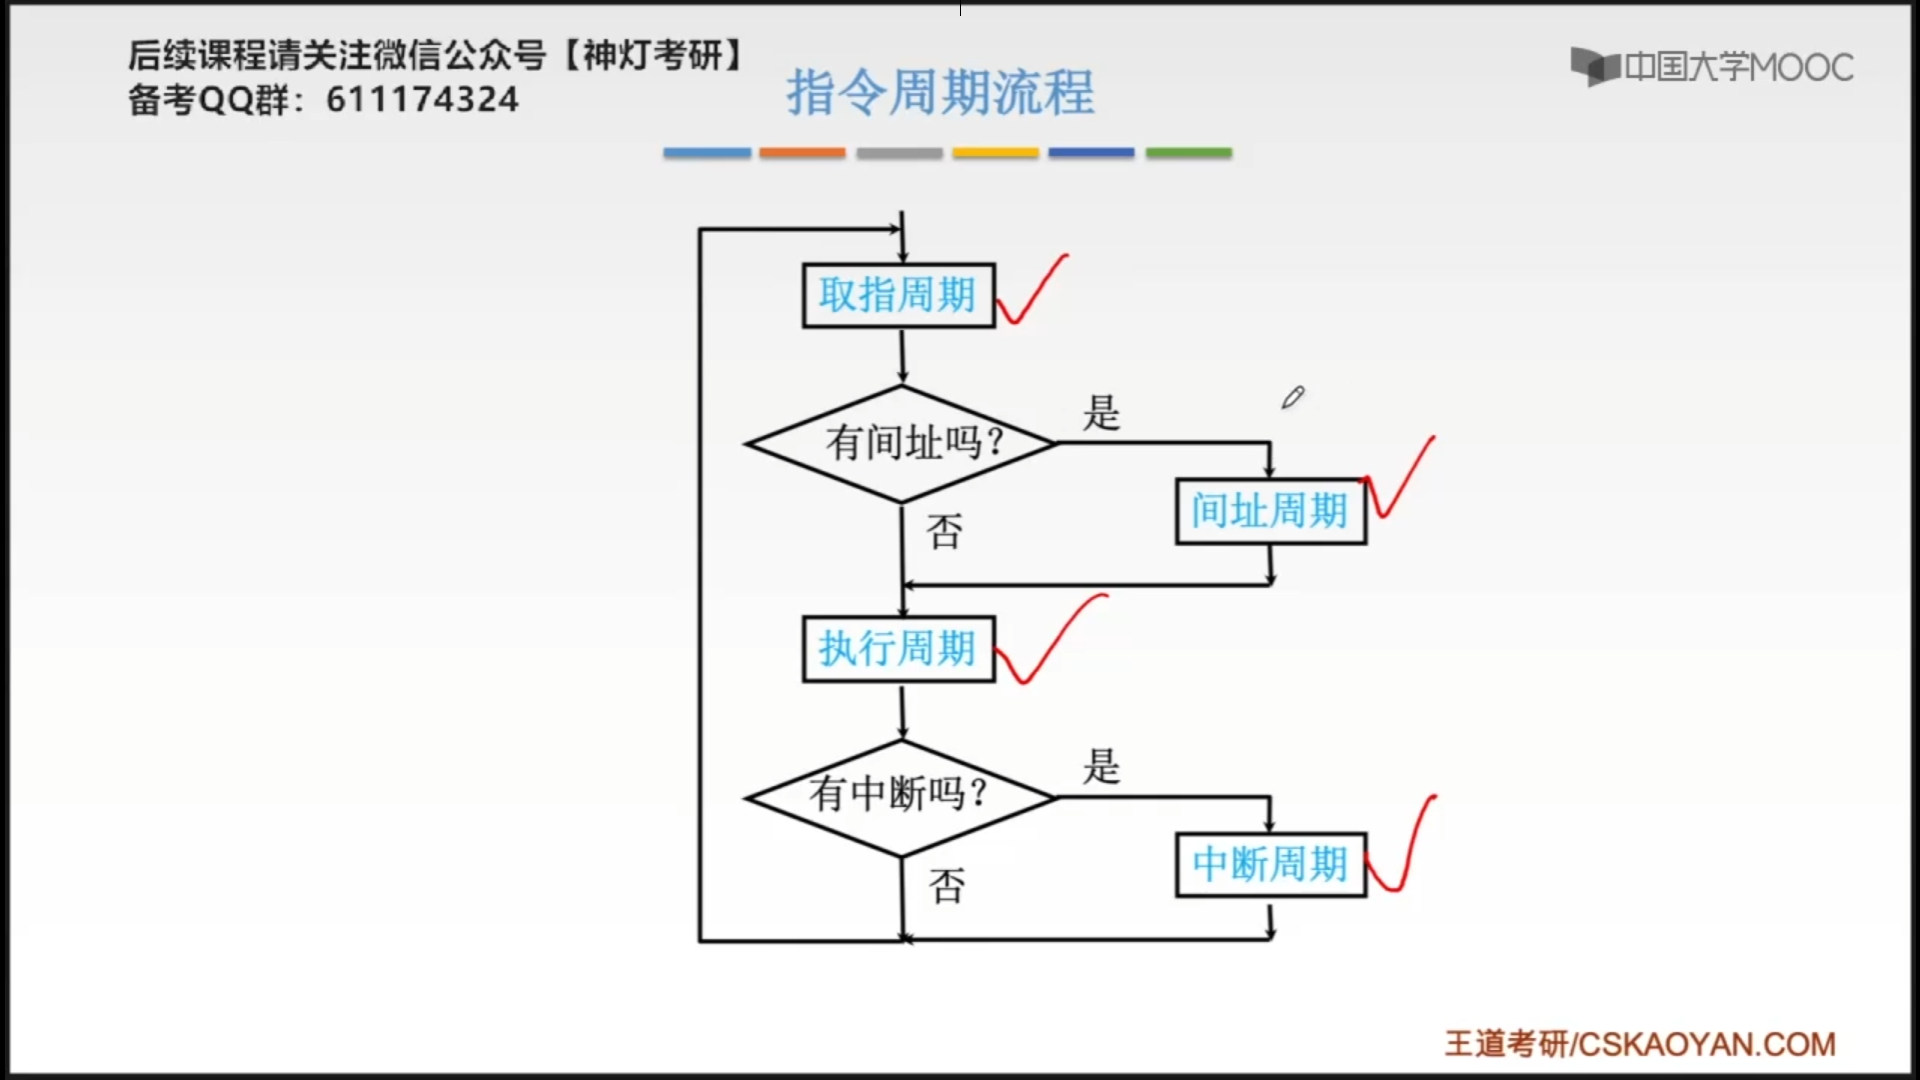 后续课程请关注微信公众号【神灯考研】
备考QQ群：611174324
中国大学MOOC
指令周期流程
取指周期
有间址吗？
是
间址周期
否
执行周期
有中断吗？
是
中断周期
否
王道考研/CSKAOYAN.COM